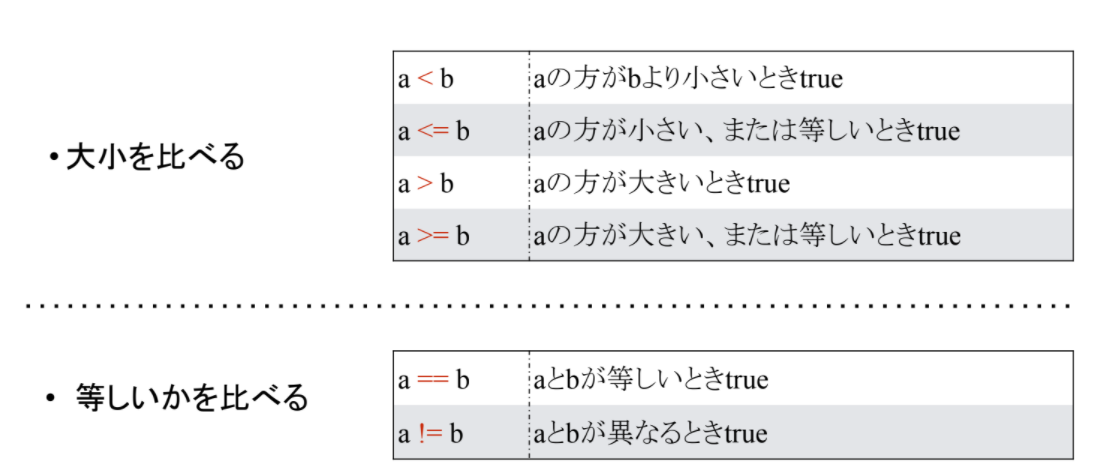 ・大小を比べる
a < b aの方がbより小さいときtrue
a <= b aの方が小さい、または等しいときtrue
a > b aの方が大きいときtrue
a >= b aの方が大きい、または等しいときtrue
・ 等しいかを比べる
a == b aとbが等しいときtrue
a != b aとbが異なるときtrue